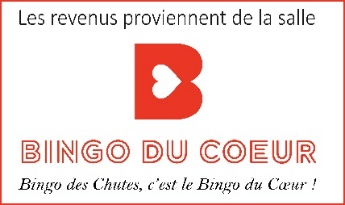 Les revenus proviennent de la salle
B
BINGO DU COEUR
Bingo des Chutes, c'est le Bingo du Cœur !